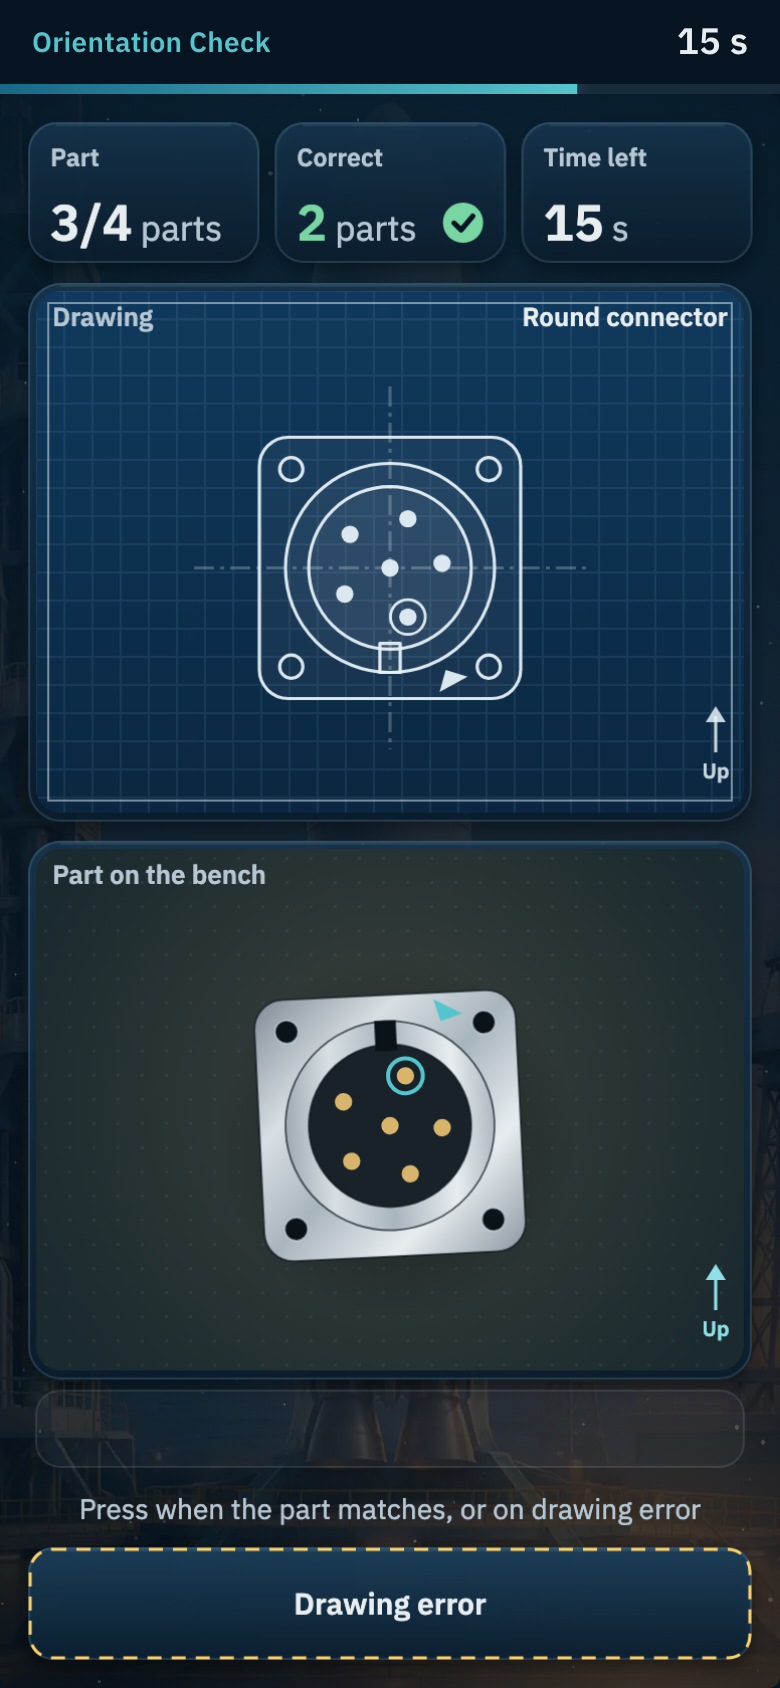 Orientation Check
15 s
Part
3/4 parts
Correct
2 parts
Time left
15 s
Drawing
Round connector
Up
Part on the bench
Up
Press when the part matches, or on drawing error
Drawing error